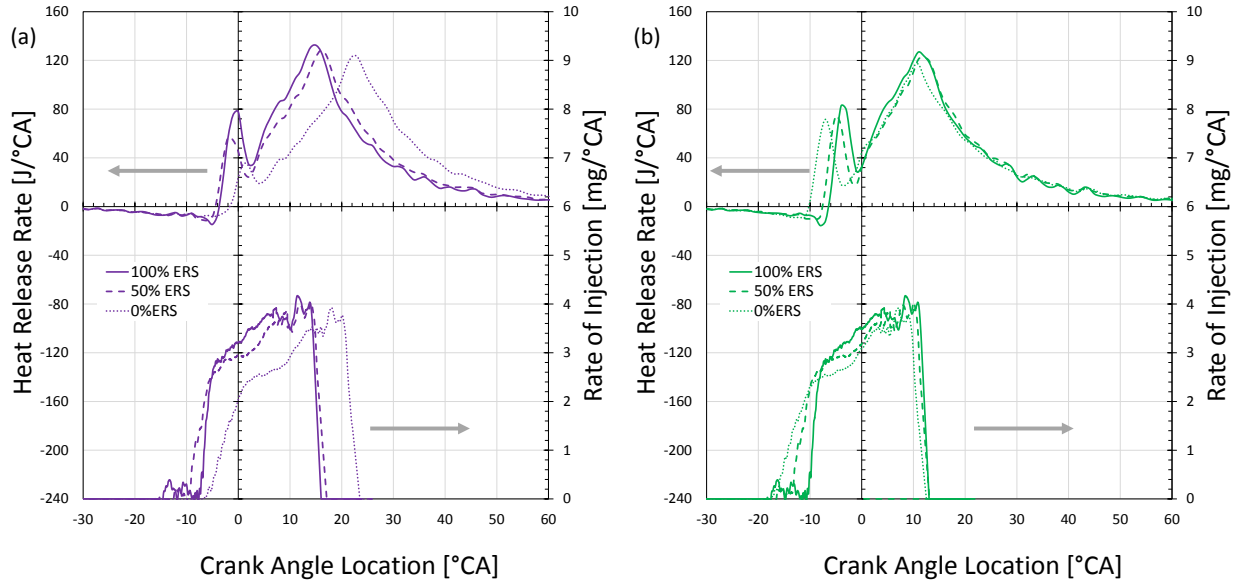 (a)
160
120
80
40
0
-40
-80
-120
-160
-200
-240
Heat Release Rate [J/°CA]
10
9
8
7
6
5
4
3
2
1
0
Rate of Injection [mg/°CA]
100% ERS
50% ERS
0%ERS
-30 -20 -10 0 10 20 30 40 50 60
Crank Angle Location [°CA]
(b)
160
120
80
40
0
-40
-80
-120
-160
-200
-240
Heat Release Rate [J/°CA]
10
9
8
7
6
5
4
3
2
1
0
Rate of Injection [mg/°CA]
100% ERS
50% ERS
0%ERS
-30 -20 -10 0 10 20 30 40 50 60
Crank Angle Location [°CA]